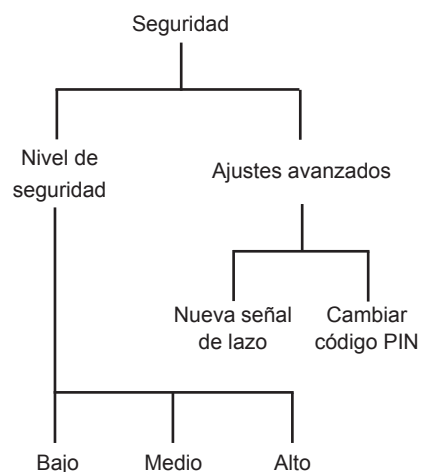 Seguridad
Nivel de
seguridad
Ajustes avanzados
Nueva señal
de lazo
Cambiar
código PIN
Bajo
Medio
Alto